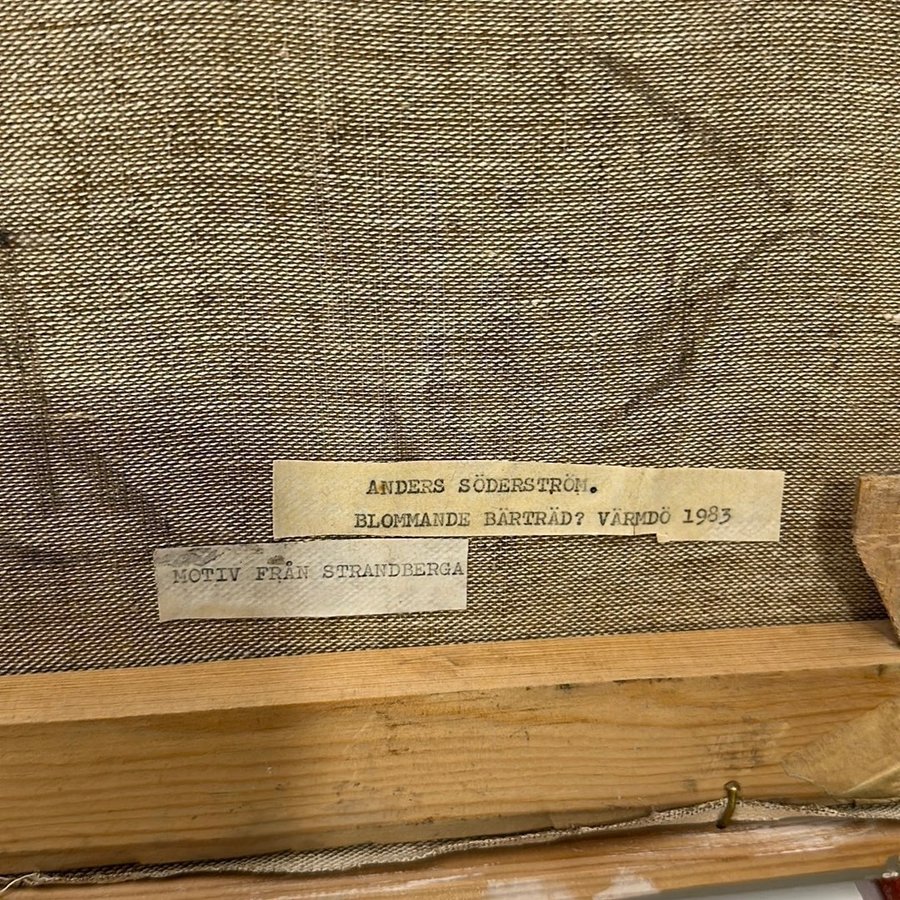 ANDERS SÖDERSTRÖM.
BLOMMANDE BÄRTRÄD? VÄRMDÖ 1983
MOTIV FRÅN STRANDBERGA